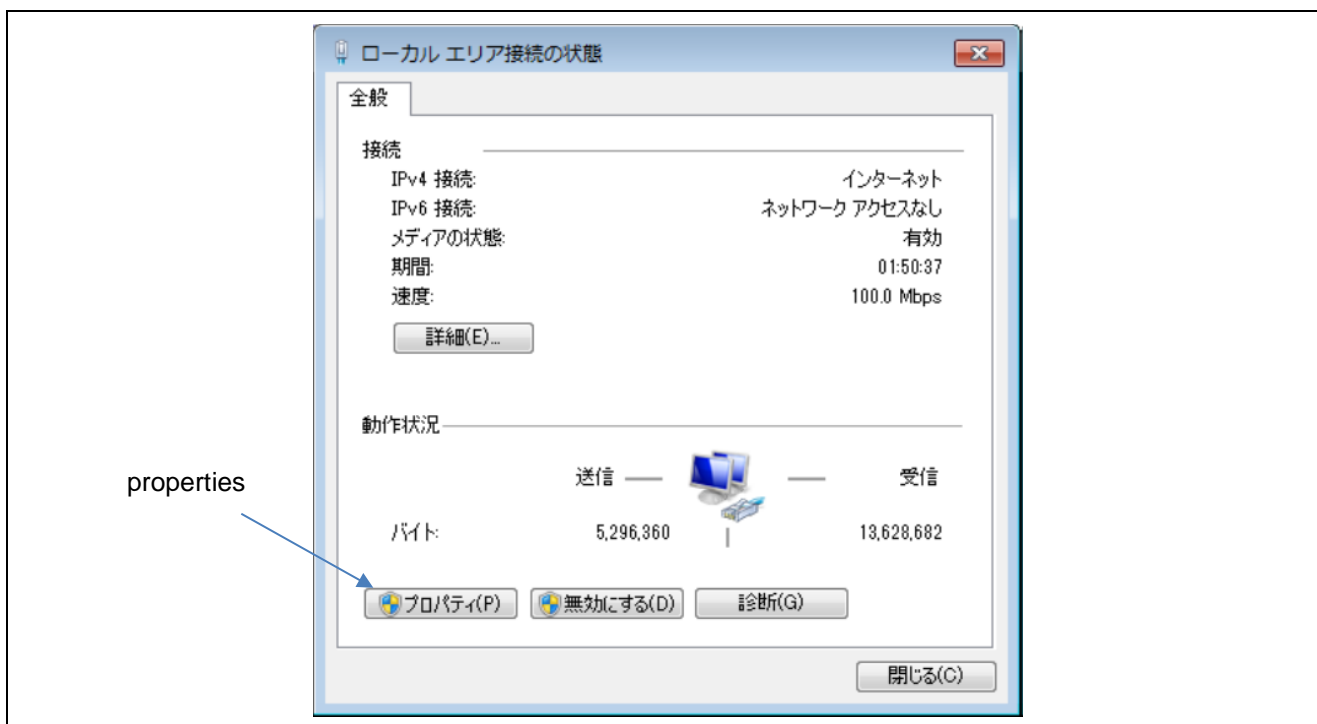 ローカル エリア接続の状態
全般
接続
IPv4 接続: インターネット
IPv6 接続: ネットワーク アクセスなし
メディアの状態: 有効
期間: 01:50:37
速度: 100.0 Mbps
詳細(E)...
動作状況
送信 受信
バイト: 5,296,360 13,628,682
properties
プロパティ(P) 無効にする(D) 診断(G)
閉じる(C)